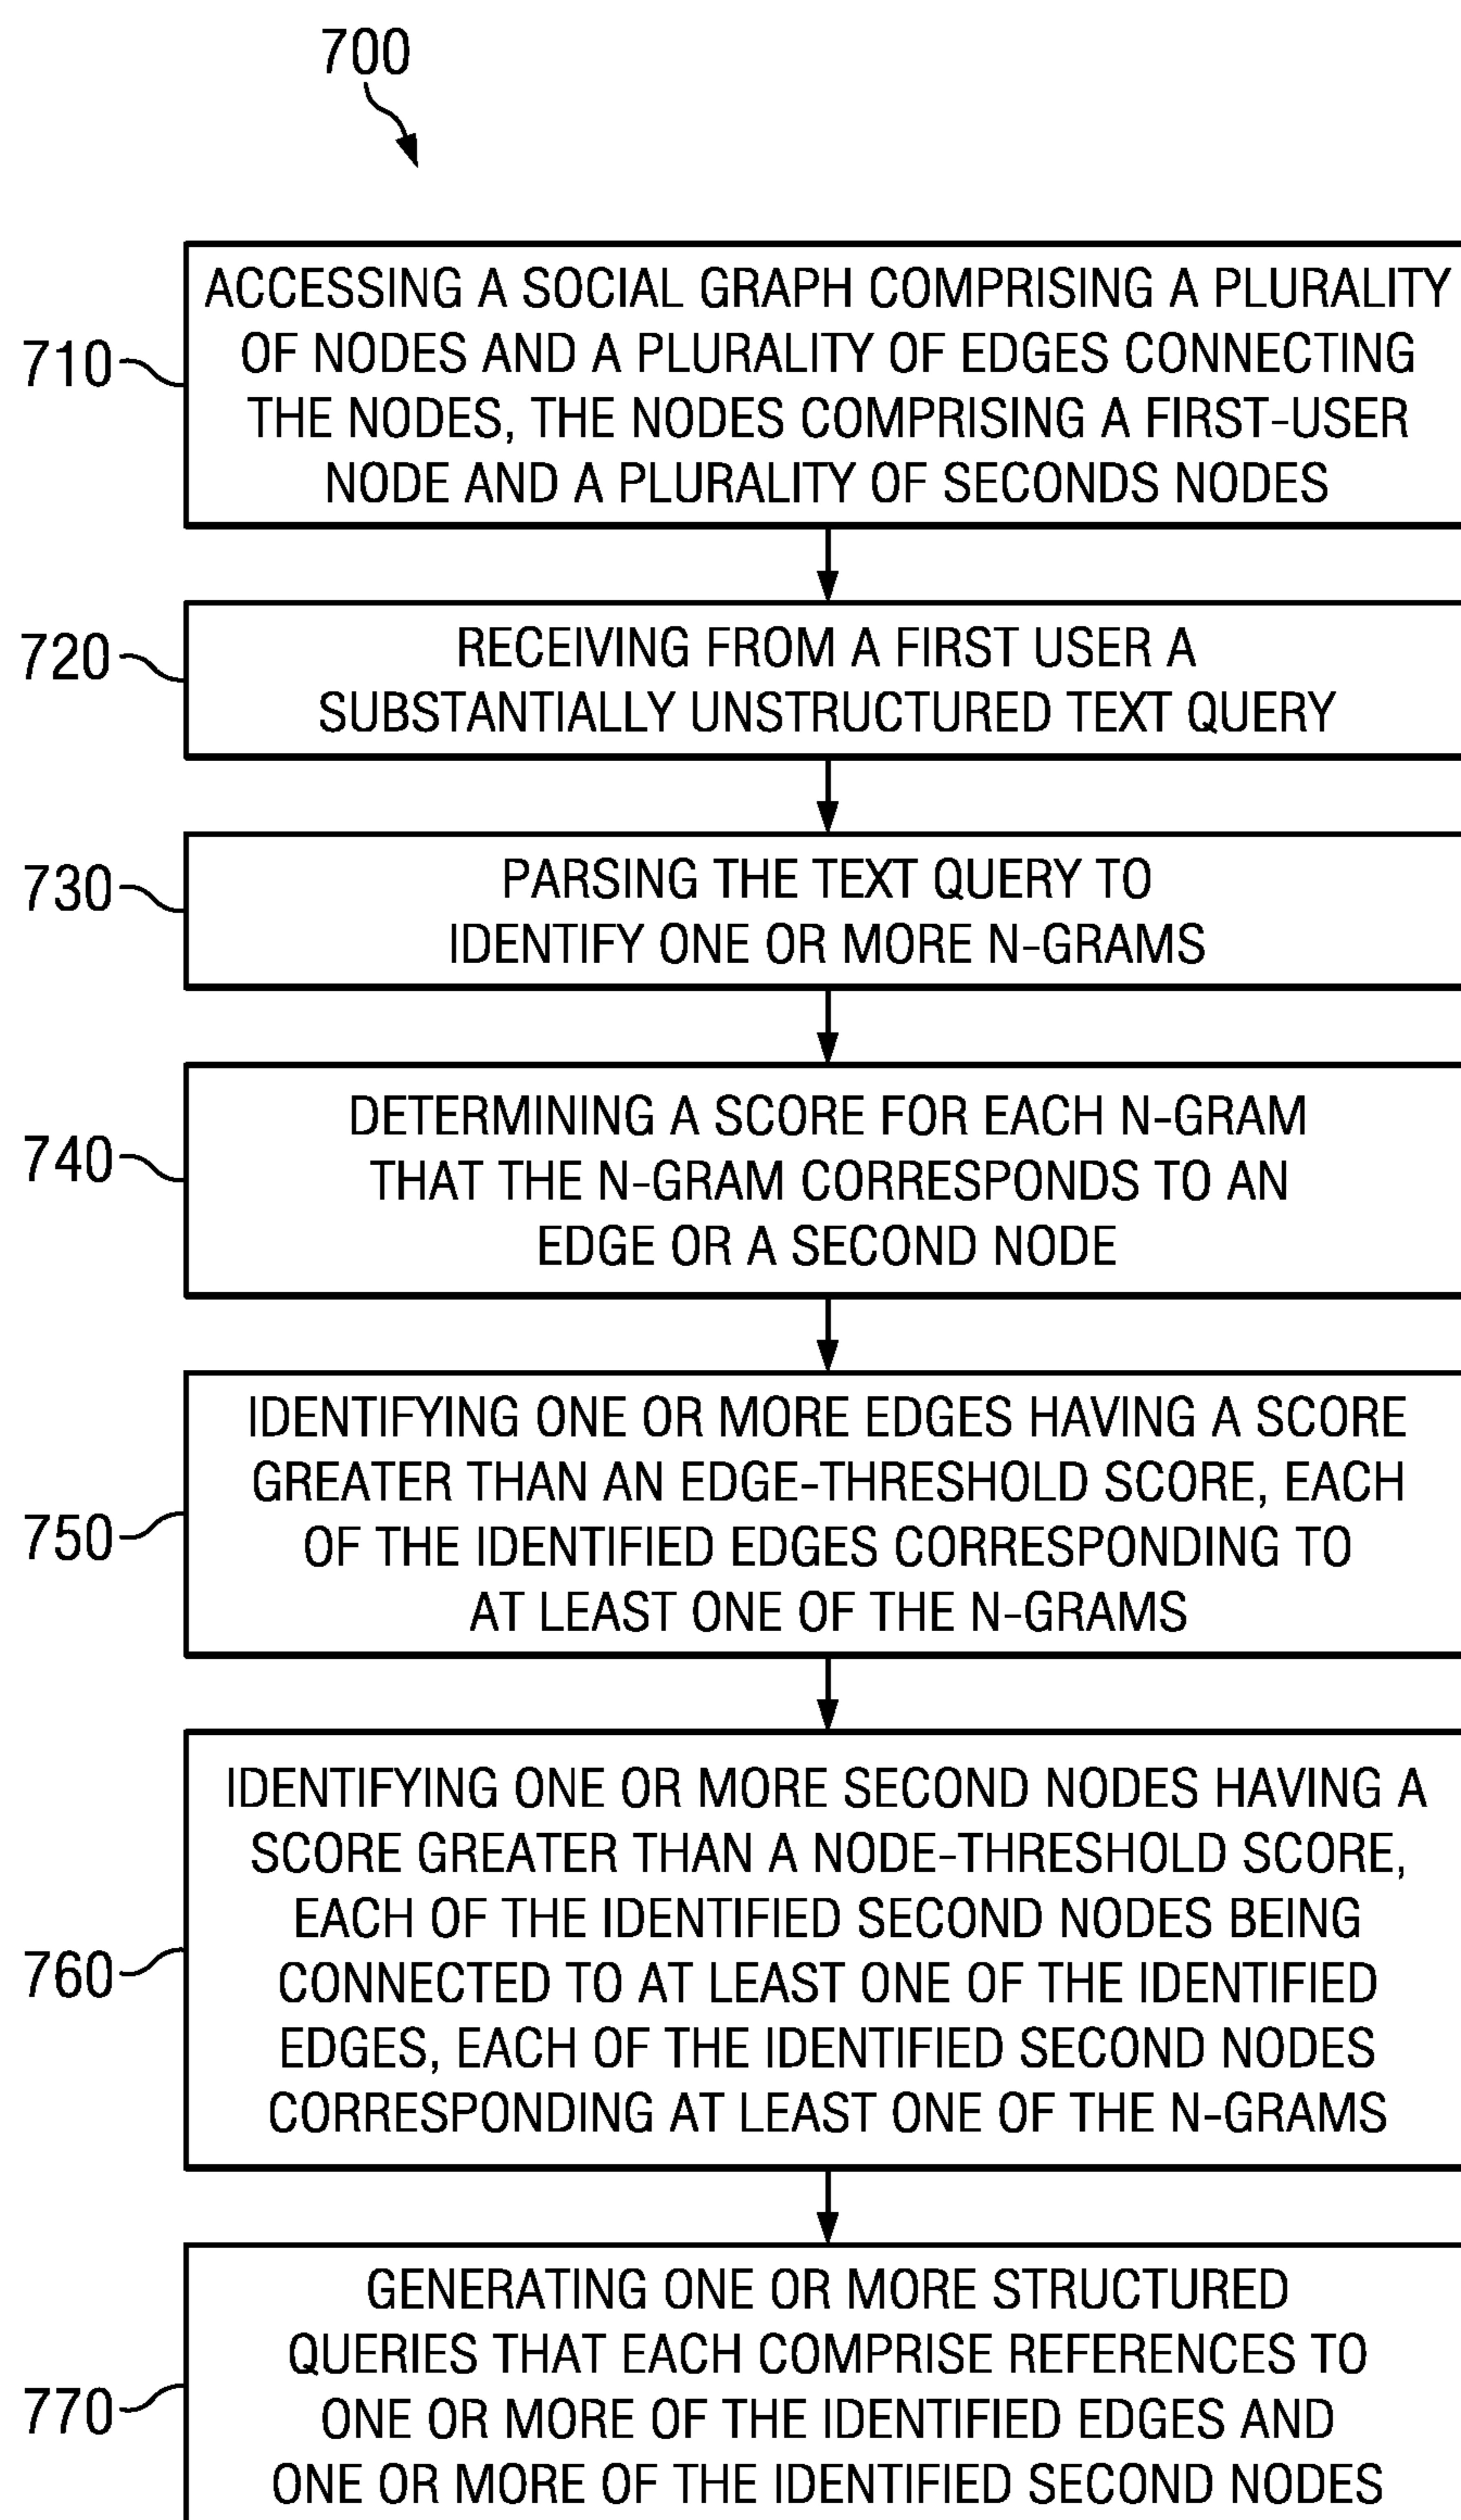 700
710
ACCESSING A SOCIAL GRAPH COMPRISING A PLURALITY
OF NODES AND A PLURALITY OF EDGES CONNECTING
THE NODES, THE NODES COMPRISING A FIRST-USER
NODE AND A PLURALITY OF SECONDS NODES
720
RECEIVING FROM A FIRST USER A
SUBSTANTIALLY UNSTRUCTURED TEXT QUERY
730
PARSING THE TEXT QUERY TO
IDENTIFY ONE OR MORE N-GRAMS
740
DETERMINING A SCORE FOR EACH N-GRAM
THAT THE N-GRAM CORRESPONDS TO AN
EDGE OR A SECOND NODE
750
IDENTIFYING ONE OR MORE EDGES HAVING A SCORE
GREATER THAN AN EDGE-THRESHOLD SCORE, EACH
OF THE IDENTIFIED EDGES CORRESPONDING TO
AT LEAST ONE OF THE N-GRAMS
760
IDENTIFYING ONE OR MORE SECOND NODES HAVING A
SCORE GREATER THAN A NODE-THRESHOLD SCORE,
EACH OF THE IDENTIFIED SECOND NODES BEING
CONNECTED TO AT LEAST ONE OF THE IDENTIFIED
EDGES, EACH OF THE IDENTIFIED SECOND NODES
CORRESPONDING AT LEAST ONE OF THE N-GRAMS
770
GENERATING ONE OR MORE STRUCTURED
QUERIES THAT EACH COMPRISE REFERENCES TO
ONE OR MORE OF THE IDENTIFIED EDGES AND
ONE OR MORE OF THE IDENTIFIED SECOND NODES